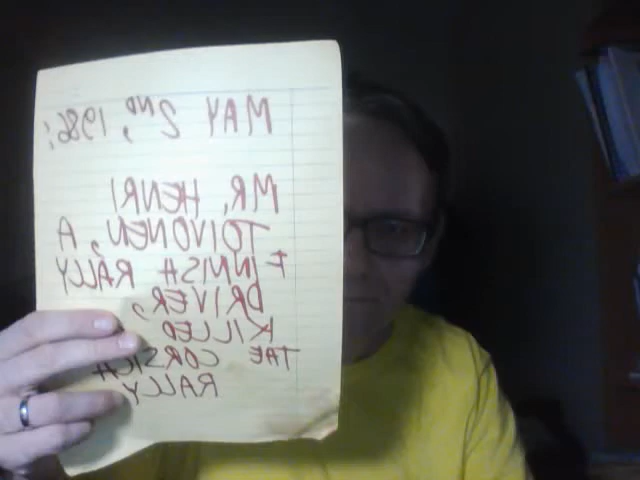 MAY 2ND, 1986:
MR, HENRI
TOIVONEN, A
FINNISH RALLY
DRIVER,
KILLED
THE CORSICA
RALLY